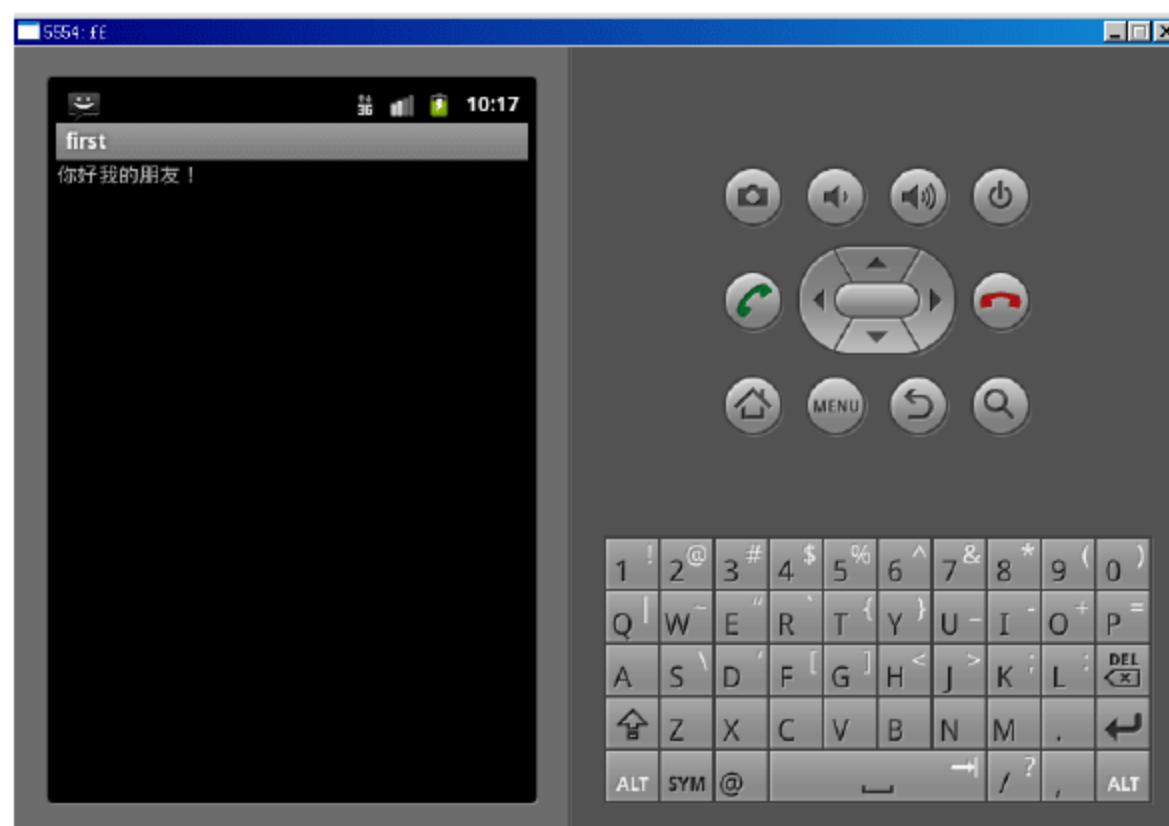 5554: ff
3G 10:17
first
你好我的朋友！
MENU
1 ! 2 @ 3 # 4 $ 5 % 6 ^ 7 & 8 * 9 ( 0 )
Q | W ~ E " R ` T { Y } U _ I - O + P =
A S \ D ' F [ G ] H < J > K ; L : DEL
Z X C V B N M .
ALT SYM @ / ? , ALT